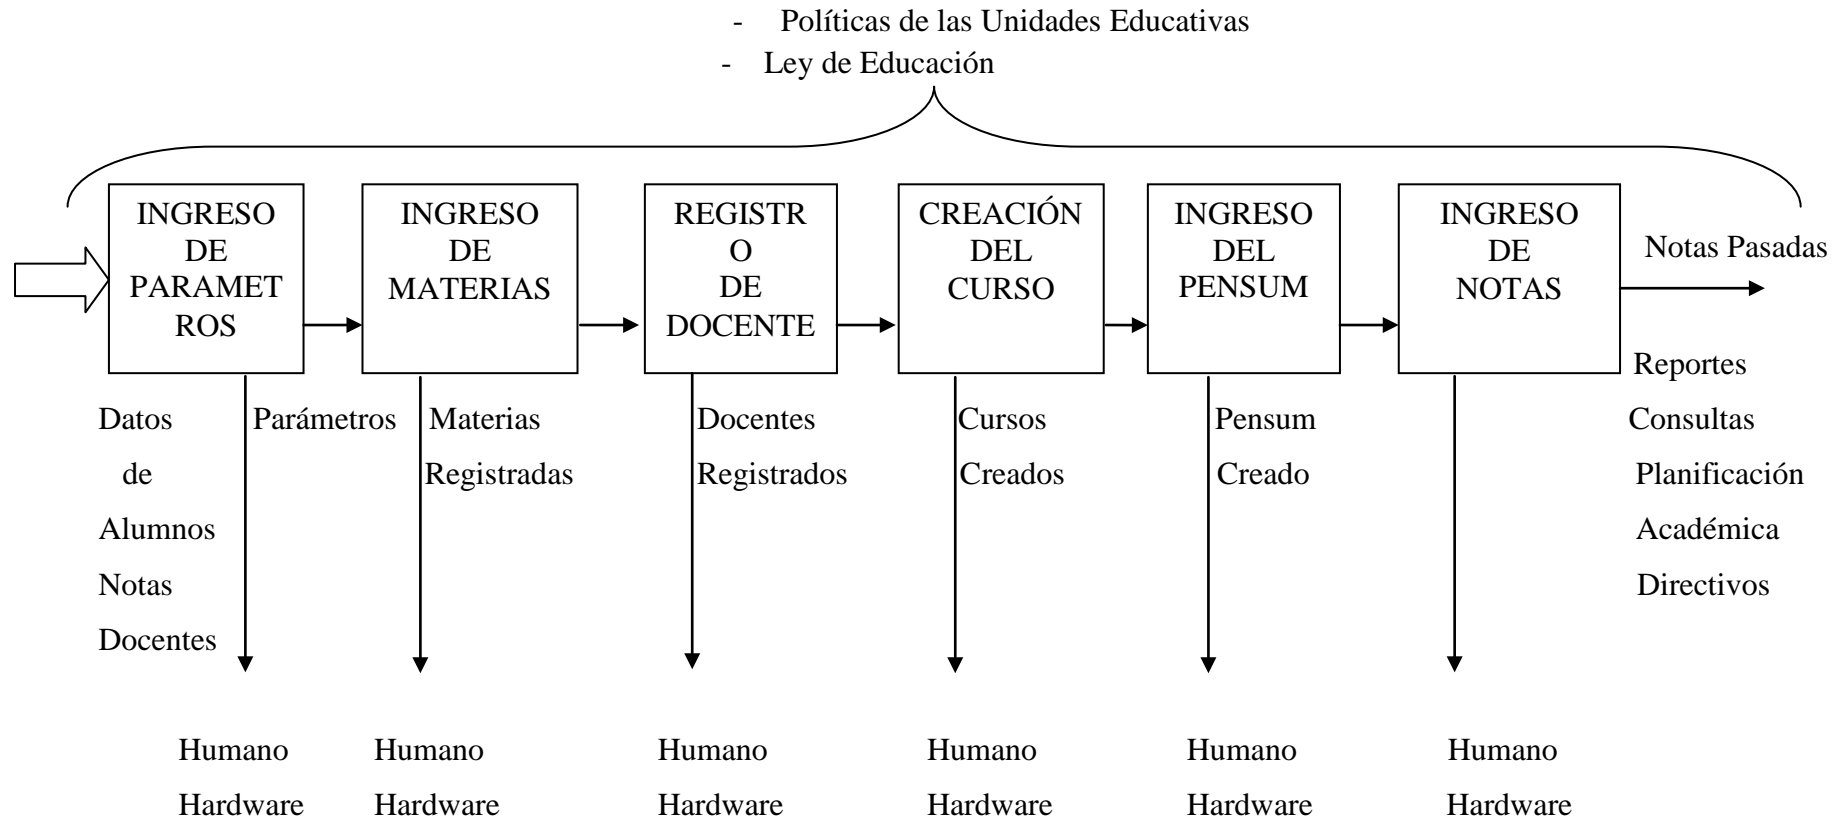 - Políticas de las Unidades Educativas
- Ley de Educación
INGRESO
DE
PARAMET
ROS
INGRESO
DE
MATERIAS
REGISTR
O
DE
DOCENTE
CREACIÓN
DEL
CURSO
INGRESO
DEL
PENSUM
INGRESO
DE
NOTAS
Notas Pasadas
Reportes
Consultas
Planificación
Académica
Directivos
Datos
de
Alumnos
Notas
Docentes
Parámetros
Materias
Registradas
Docentes
Registrados
Cursos
Creados
Pensum
Creado
Humano
Hardware
Humano
Hardware
Humano
Hardware
Humano
Hardware
Humano
Hardware
Humano
Hardware